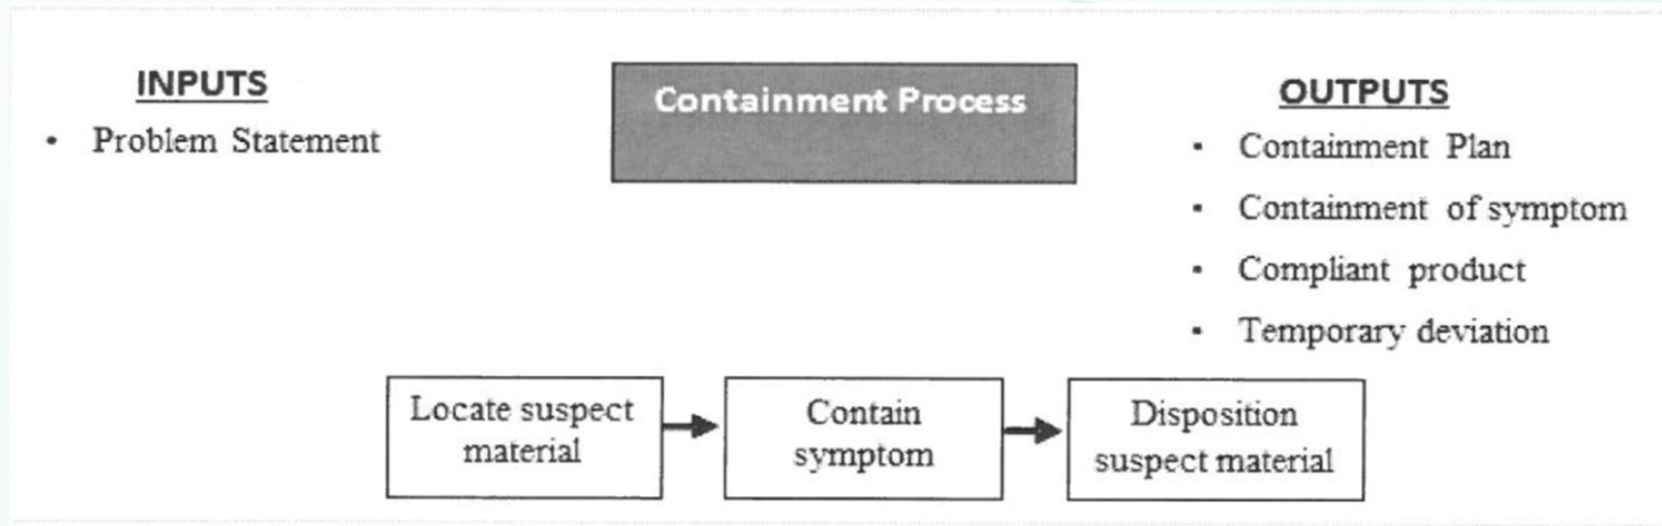 INPUTS
• Problem Statement
Containment Process
OUTPUTS
▪ Containment Plan
▪ Containment of symptom
▪ Compliant product
▪ Temporary deviation
Locate suspect
material
Contain
symptom
Disposition
suspect material